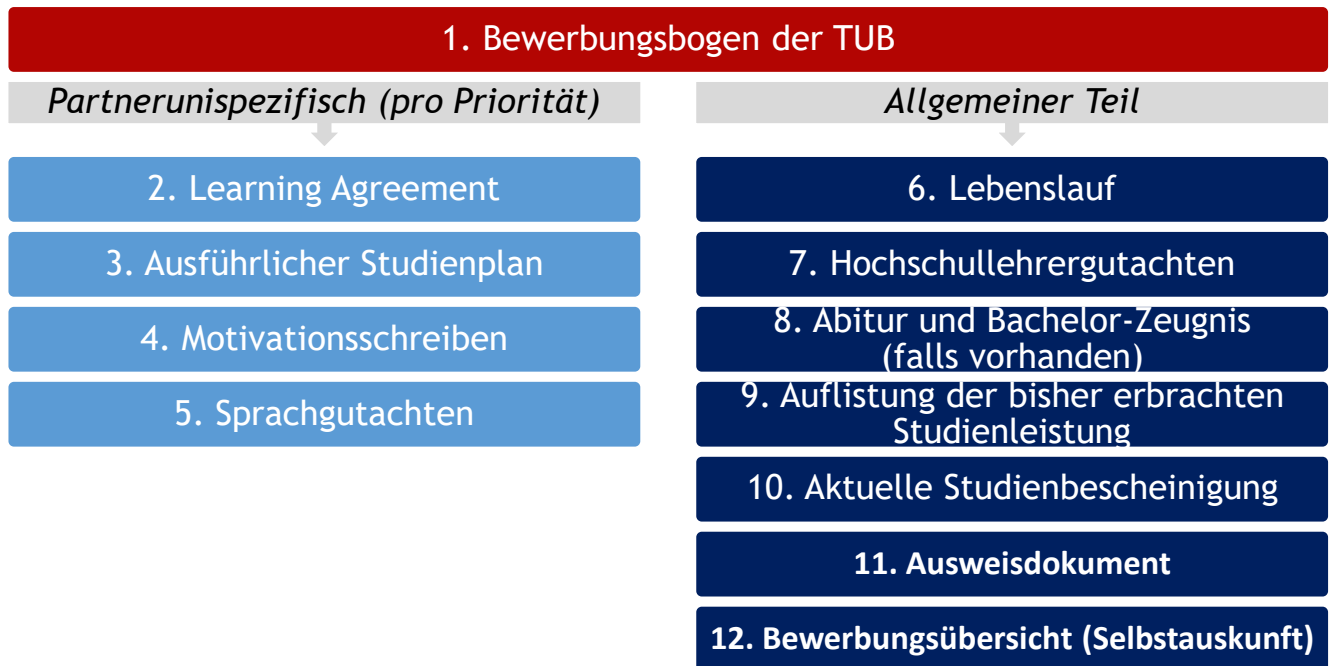 1. Bewerbungsbogen der TUB
Partnerunispezifisch (pro Priorität)
2. Learning Agreement
3. Ausführlicher Studienplan
4. Motivationsschreiben
5. Sprachgutachten
Allgemeiner Teil
6. Lebenslauf
7. Hochschullehrergutachten
8. Abitur und Bachelor-Zeugnis
(falls vorhanden)
9. Auflistung der bisher erbrachten
Studienleistung
10. Aktuelle Studienbescheinigung
11. Ausweisdokument
12. Bewerbungsübersicht (Selbstauskunft)